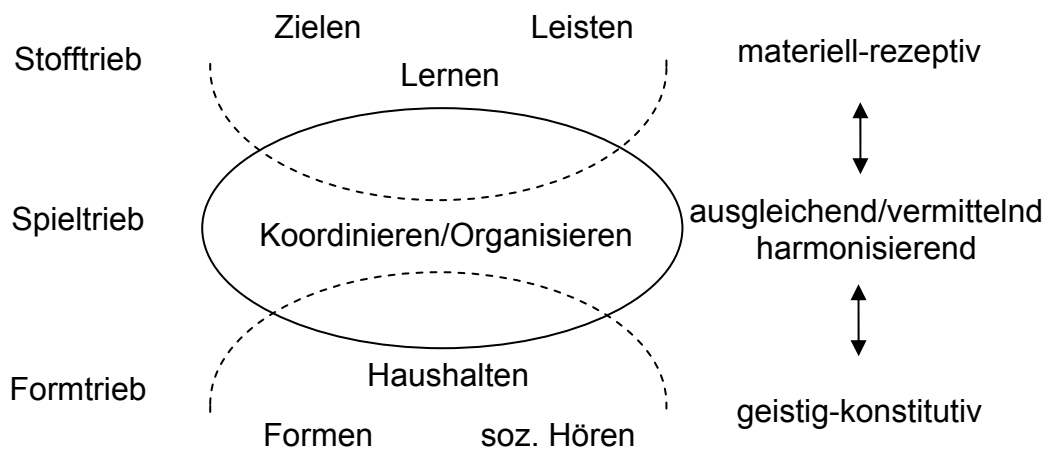 Zielen
Leisten
Stofftrieb
materiell-rezeptiv
Lernen
Spieltrieb
Koordinieren/Organisieren
ausgleichend/vermittelnd
harmonisierend
Haushalten
Formtrieb
geistig-konstitutiv
Formen
soz. Hören